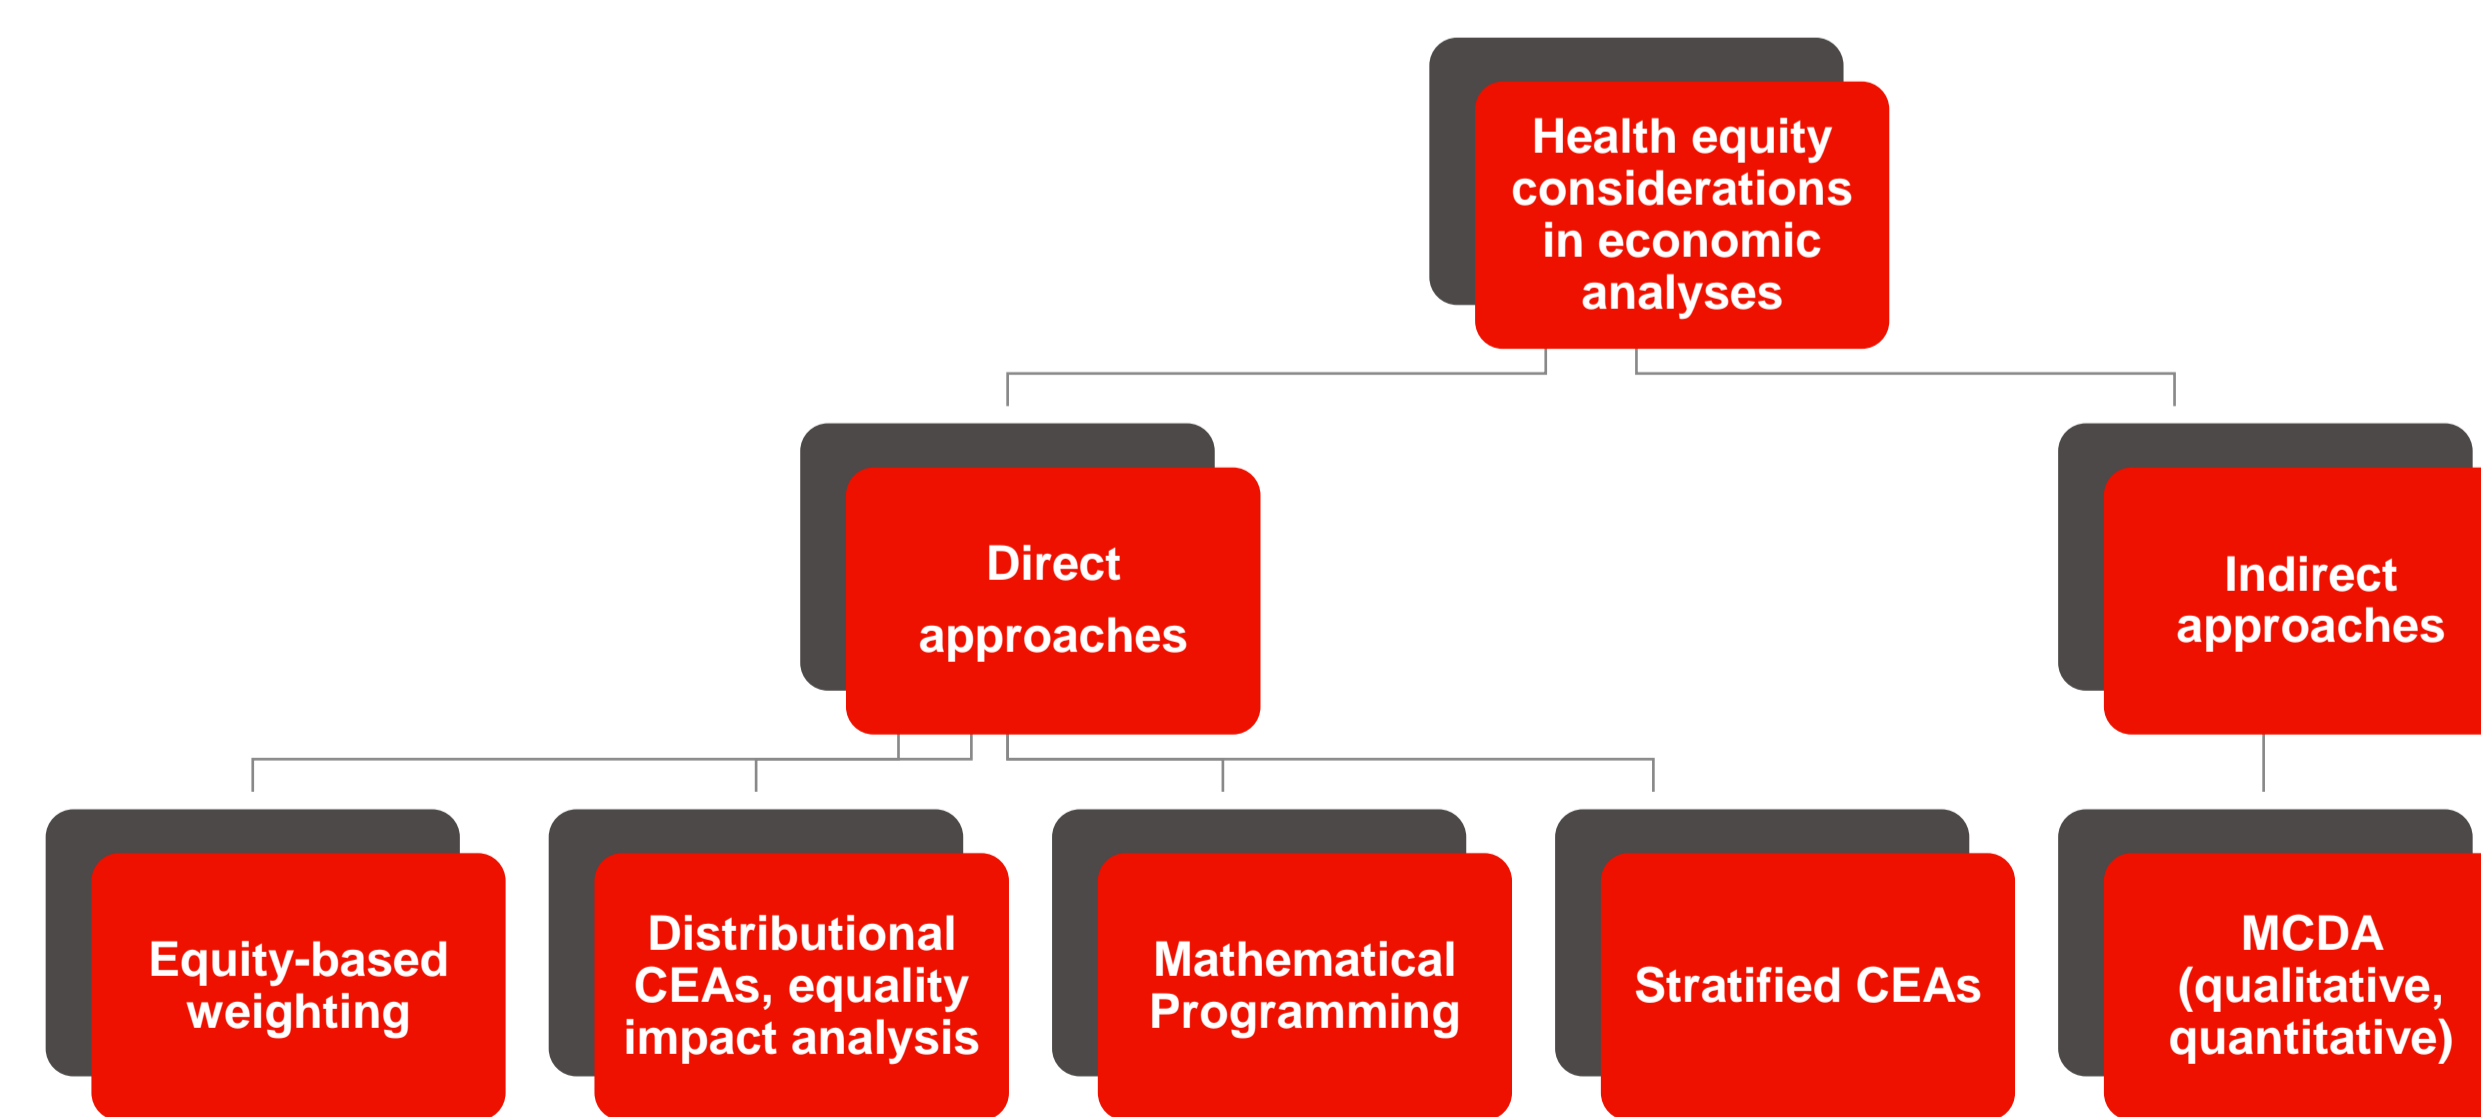 Health equity
considerations
in economic
analyses
Direct
approaches
Indirect
approaches
Equity-based
weighting
Distributional
CEAs, equality
impact analysis
Mathematical
Programming
Stratified CEAs
MCDA
(qualitative,
quantitative)